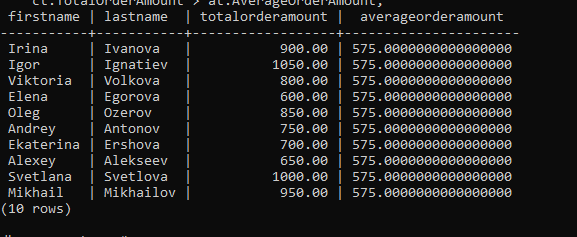 ct.TotalOrderAmount > at.AverageOrderAmount;
firstname | lastname | totalorderamount | averageorderamount
-----------+-----------+------------------+----------------------
Irina | Ivanova | 900.00 | 575.0000000000000000
Igor | Ignatiev | 1050.00 | 575.0000000000000000
Viktoria | Volkova | 800.00 | 575.0000000000000000
Elena | Egorova | 600.00 | 575.0000000000000000
Oleg | Ozerov | 850.00 | 575.0000000000000000
Andrey | Antonov | 750.00 | 575.0000000000000000
Ekaterina | Ershova | 700.00 | 575.0000000000000000
Alexey | Alekseev | 650.00 | 575.0000000000000000
Svetlana | Svetlova | 1000.00 | 575.0000000000000000
Mikhail | Mikhailov | 950.00 | 575.0000000000000000
(10 rows)